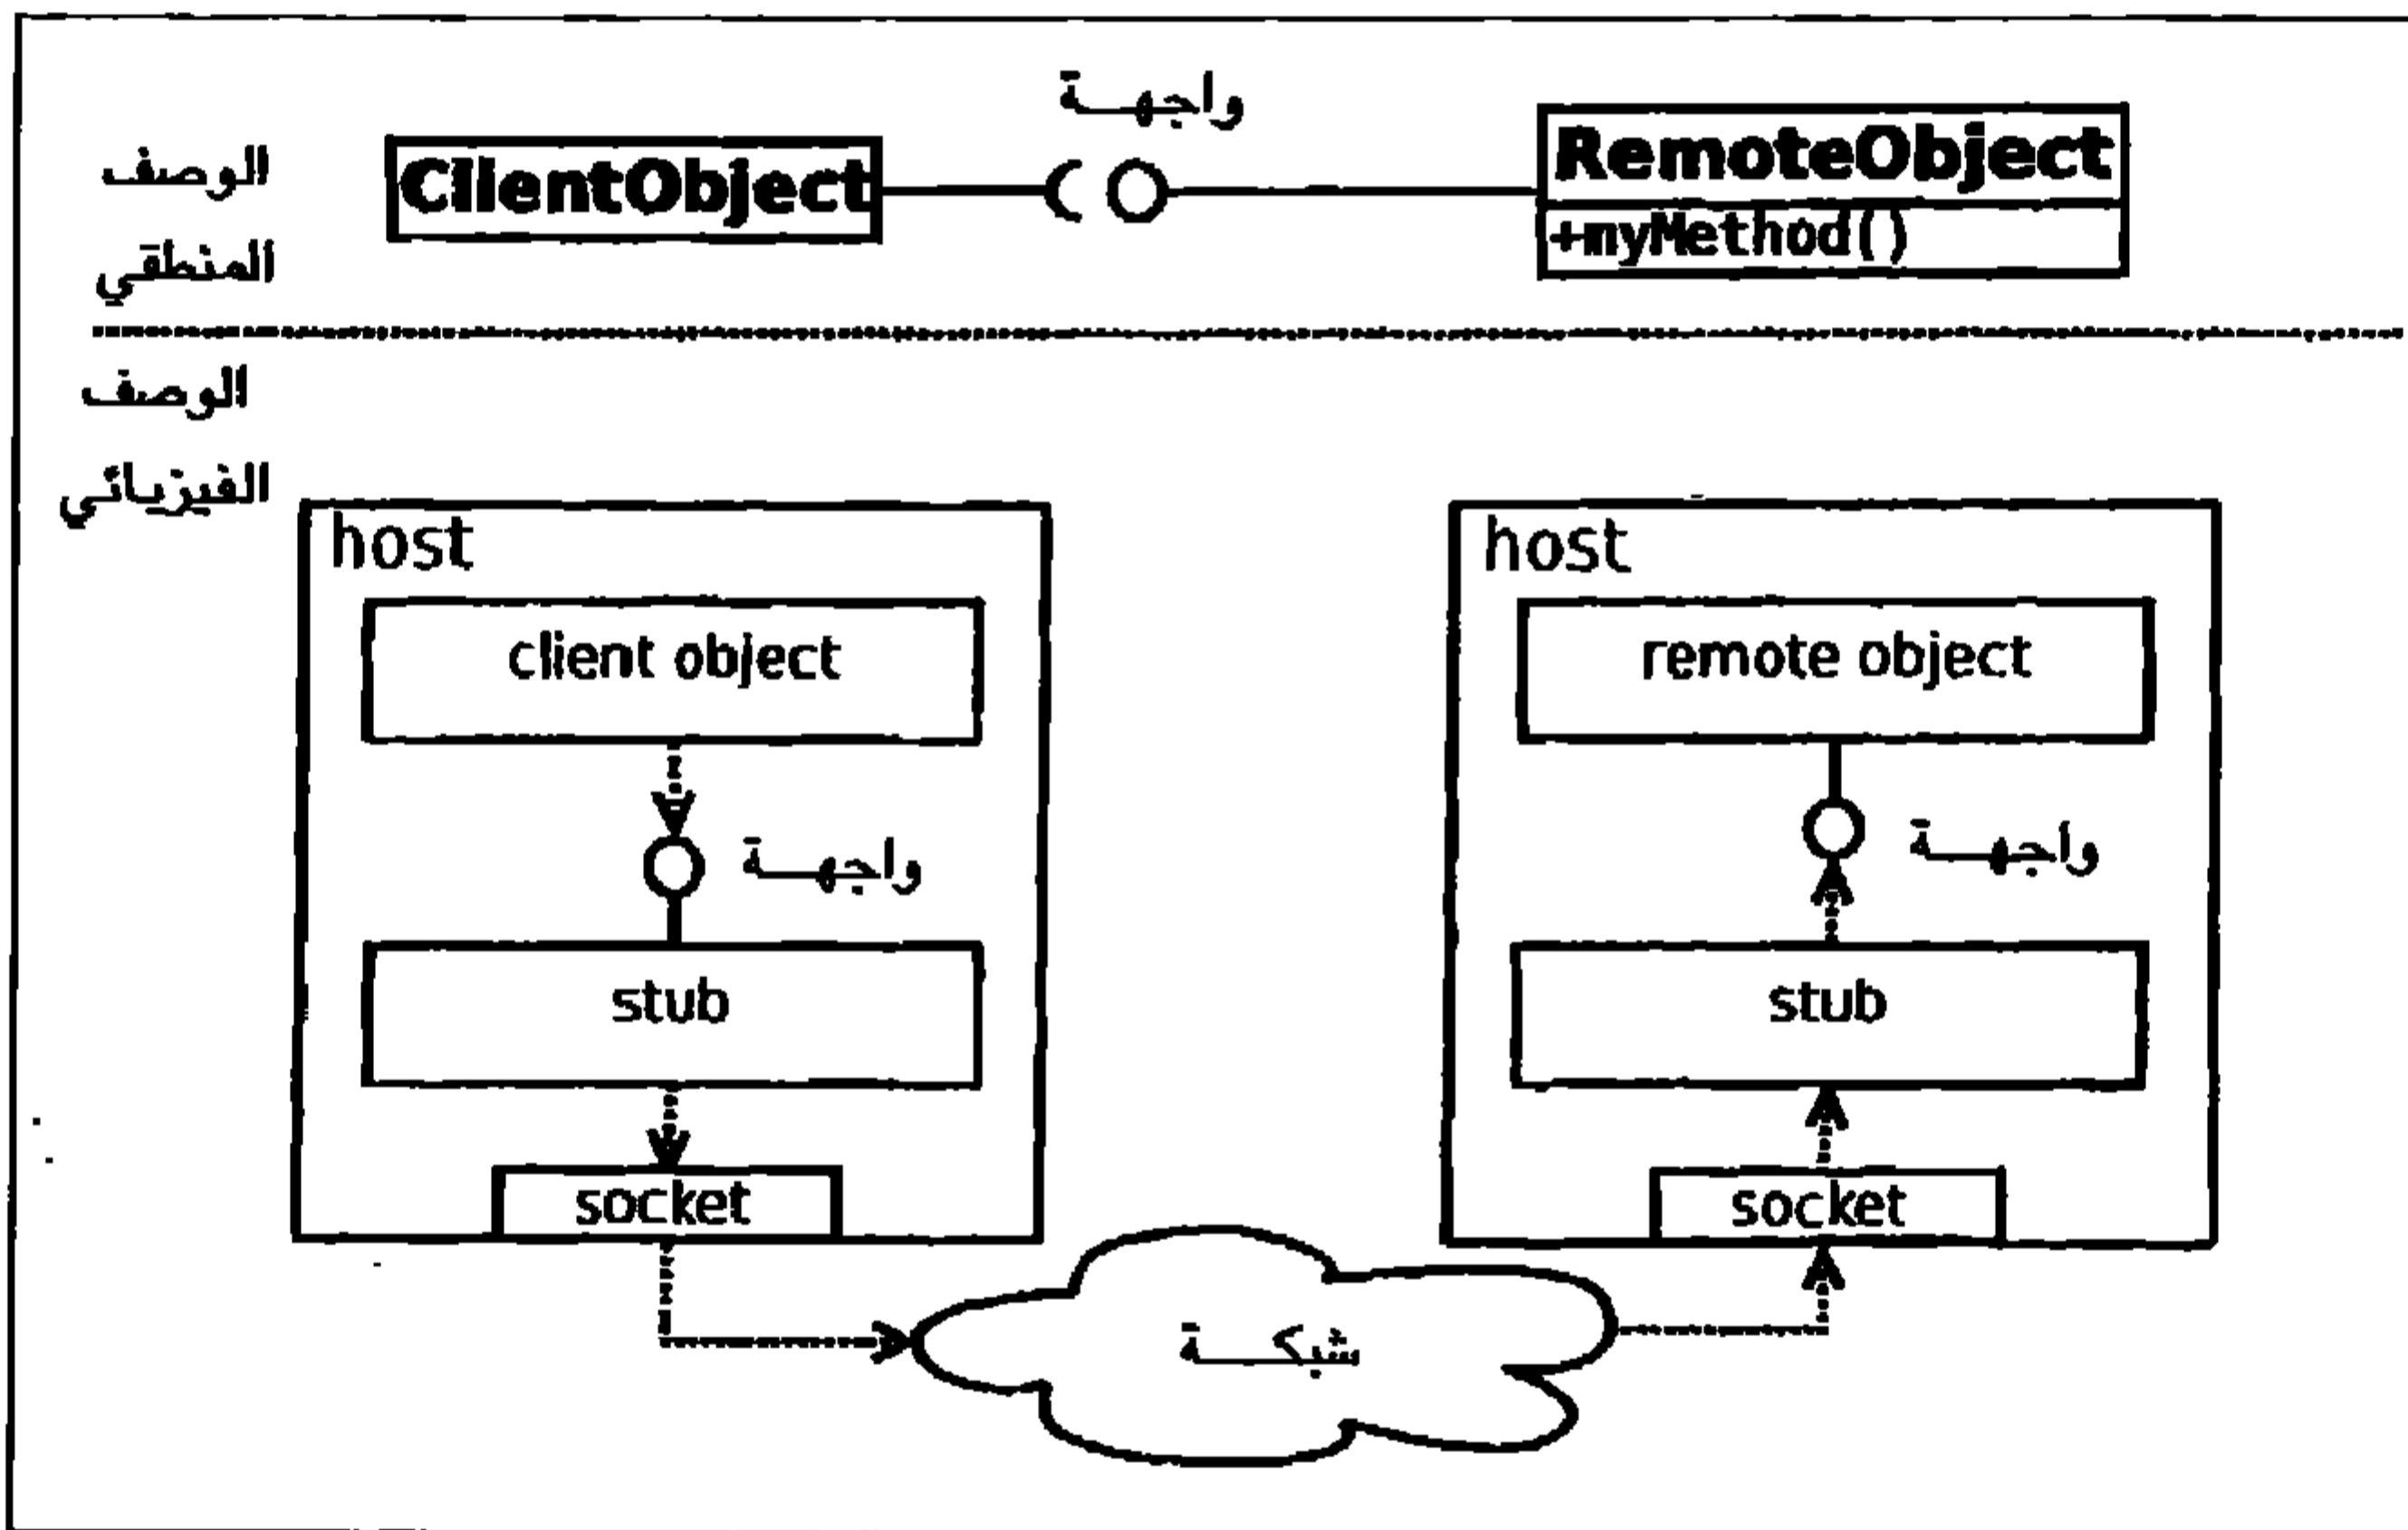 واجهة
الوصف
ClientObject
RemoteObject
المنطقي
+myMethod()
الوصف
الفيزيائي
host
host
client object
remote object
واجهة
واجهة
stub
stub
socket
socket
شبكة